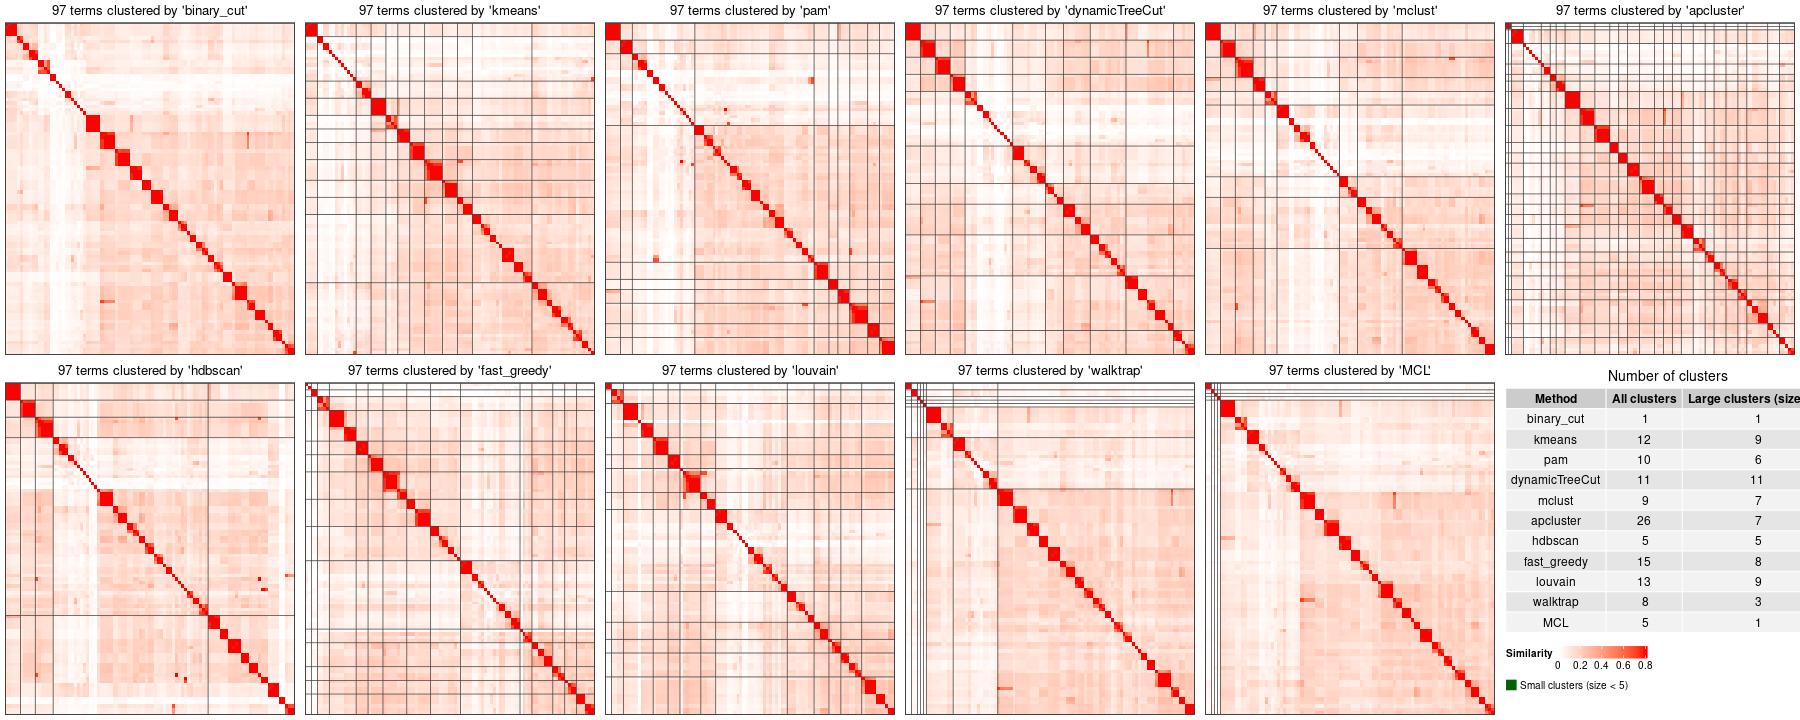 97 terms clustered by 'binary_cut'
97 terms clustered by 'kmeans'
97 terms clustered by 'pam'
97 terms clustered by 'dynamicTreeCut'
97 terms clustered by 'mclust'
97 terms clustered by 'apcluster'
97 terms clustered by 'hdbscan'
97 terms clustered by 'fast_greedy'
97 terms clustered by 'louvain'
97 terms clustered by 'walktrap'
97 terms clustered by 'MCL'
Number of clusters
Method All clusters Large clusters (size
binary_cut 1 1
kmeans 12 9
pam 10 6
dynamicTreeCut 11 11
mclust 9 7
apcluster 26 7
hdbscan 5 5
fast_greedy 15 8
louvain 13 9
walktrap 8 3
MCL 5 1
Similarity
0 0.2 0.4 0.6 0.8
Small clusters (size < 5)